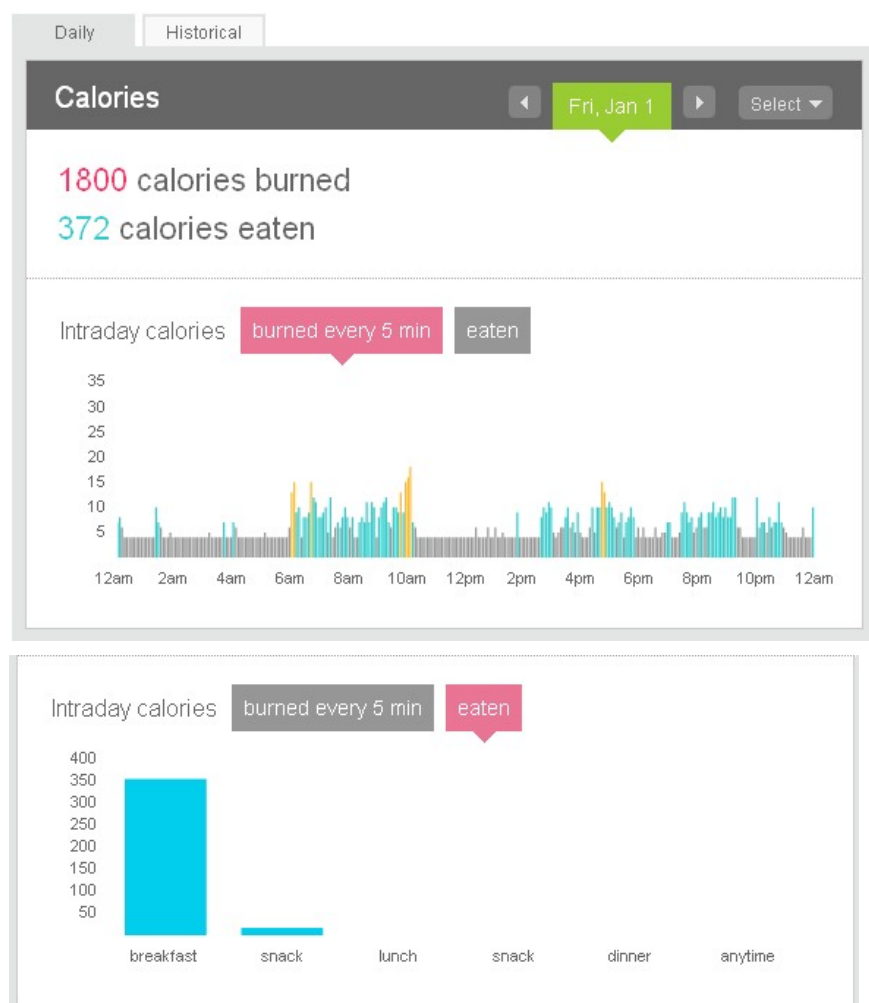 Daily Historical
Calories Fri, Jan 1 Select
1800 calories burned
372 calories eaten
Intraday calories burned every 5 min eaten
35
30
25
20
15
10
5
12am 2am 4am 6am 8am 10am 12pm 2pm 4pm 6pm 8pm 10pm 12am
Intraday calories burned every 5 min eaten
400
350
300
250
200
150
100
50
breakfast snack lunch snack dinner anytime